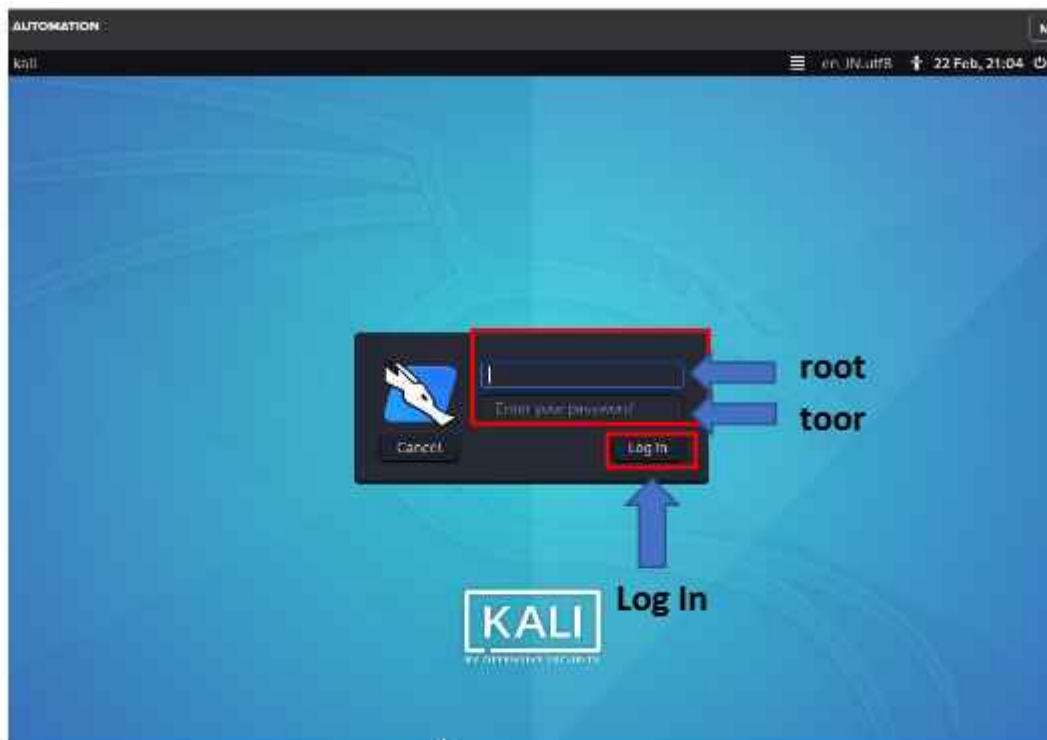 AUTOMATION
kali
en_IN.utf8 22 Feb, 21:04
root
Enter your password
toor
Cancel
Log In
Log In
KALI
BY OFFENSIVE SECURITY